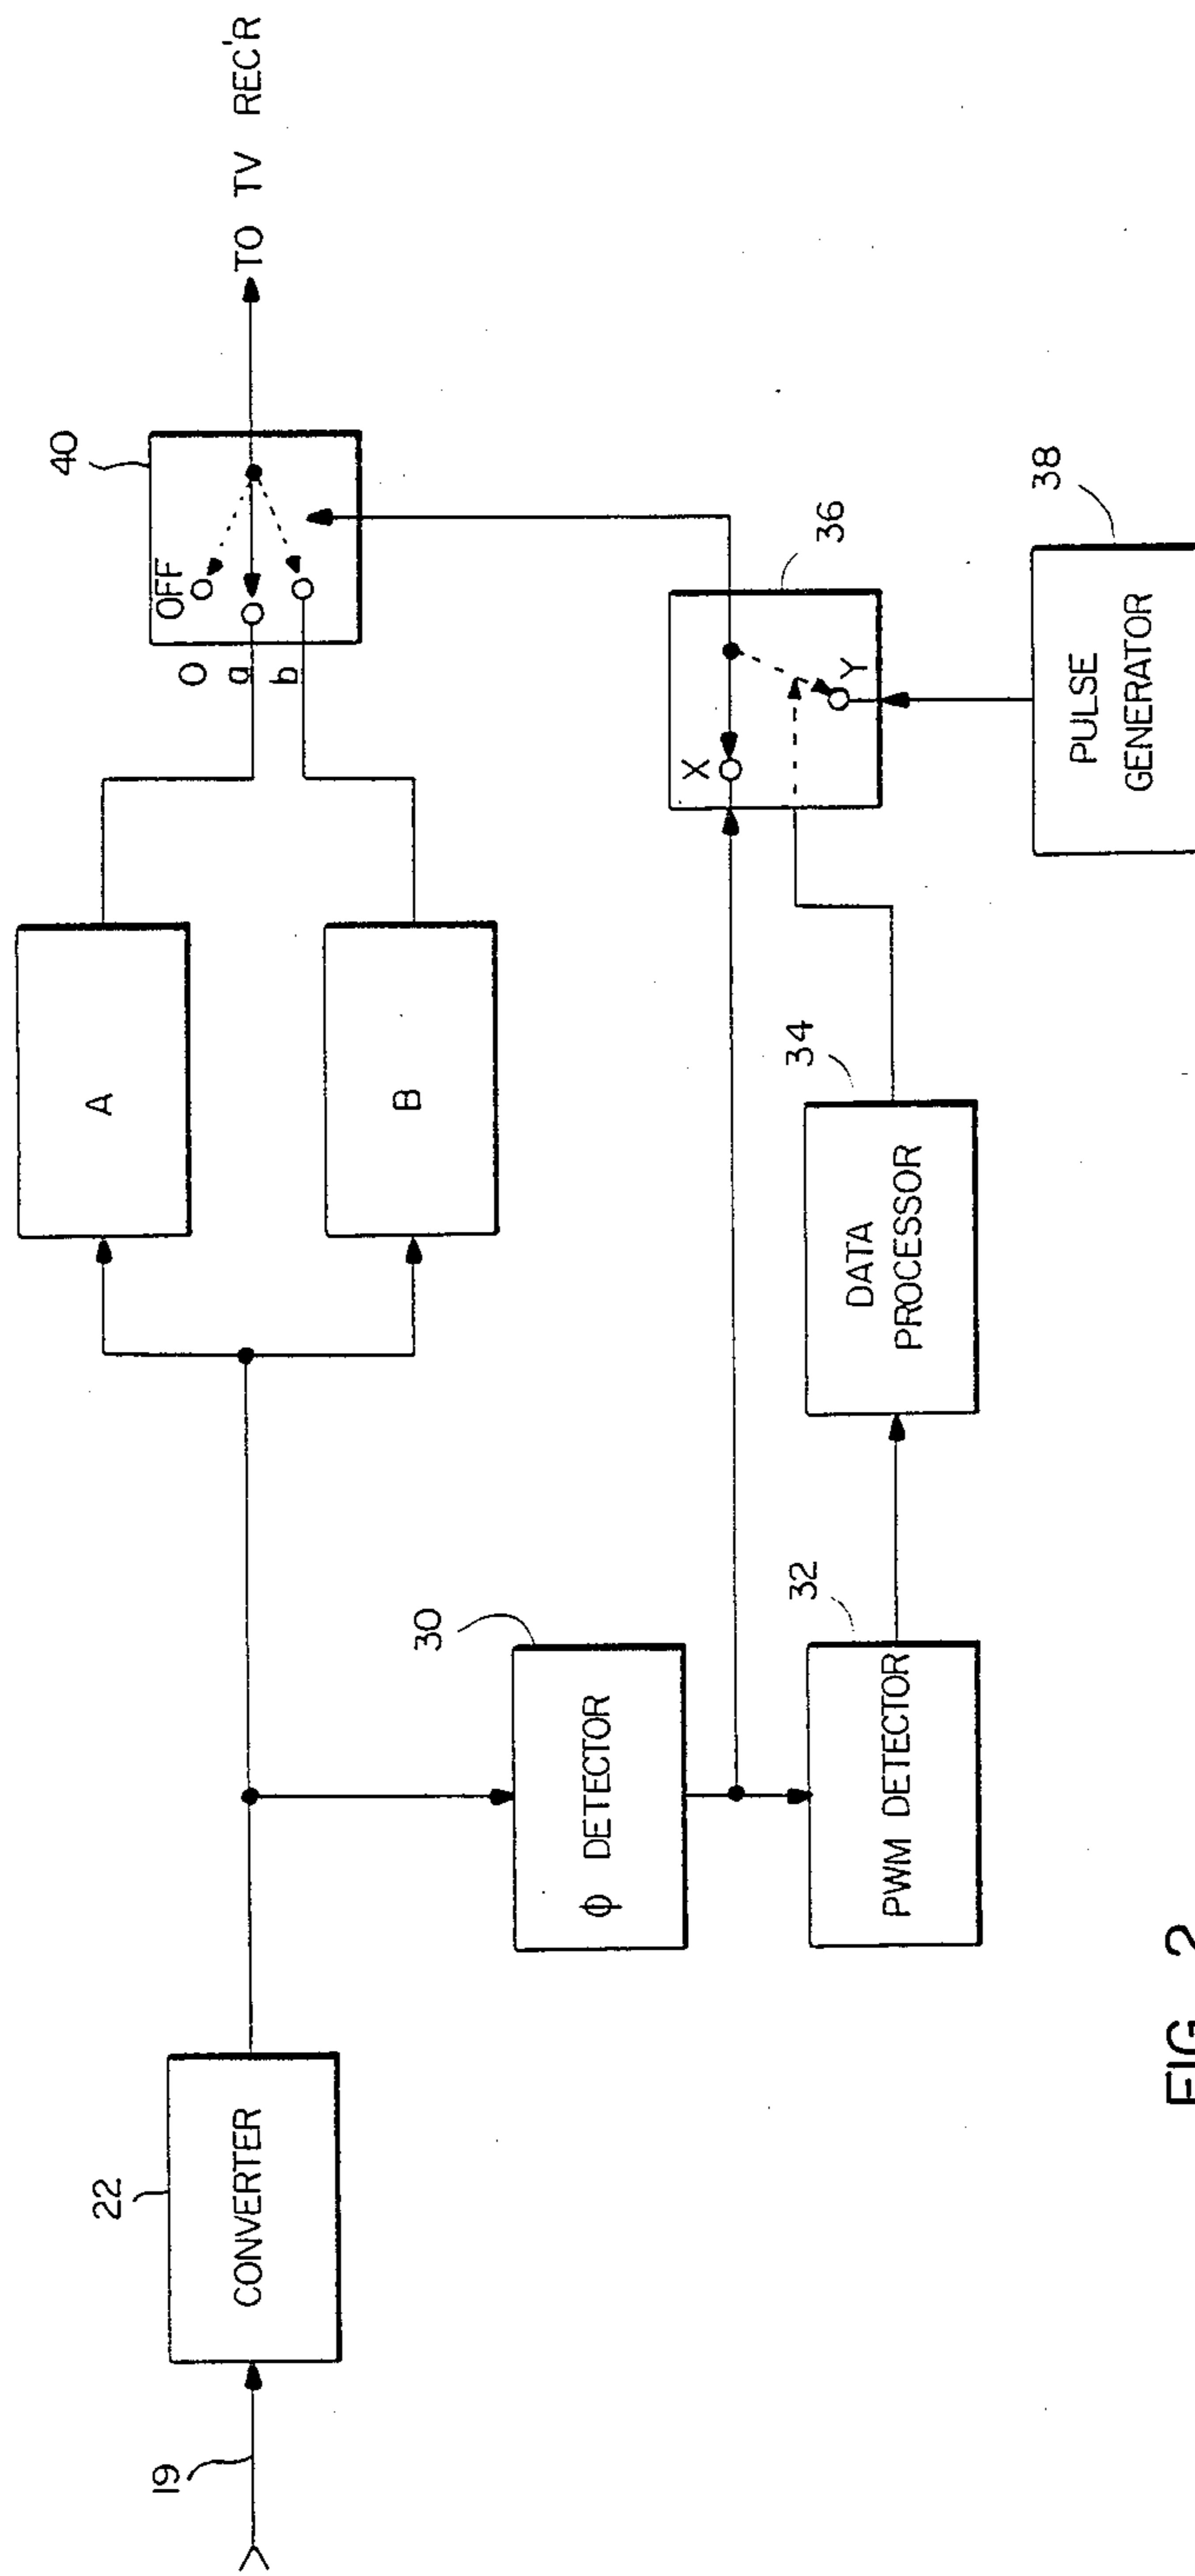 TO TV REC'R
40
OFF
O
a
b
A
B
36
X
Y
38
PULSE
GENERATOR
34
DATA
PROCESSOR
32
PWM DETECTOR
30
Φ DETECTOR
22
CONVERTER
19
FIG. 2